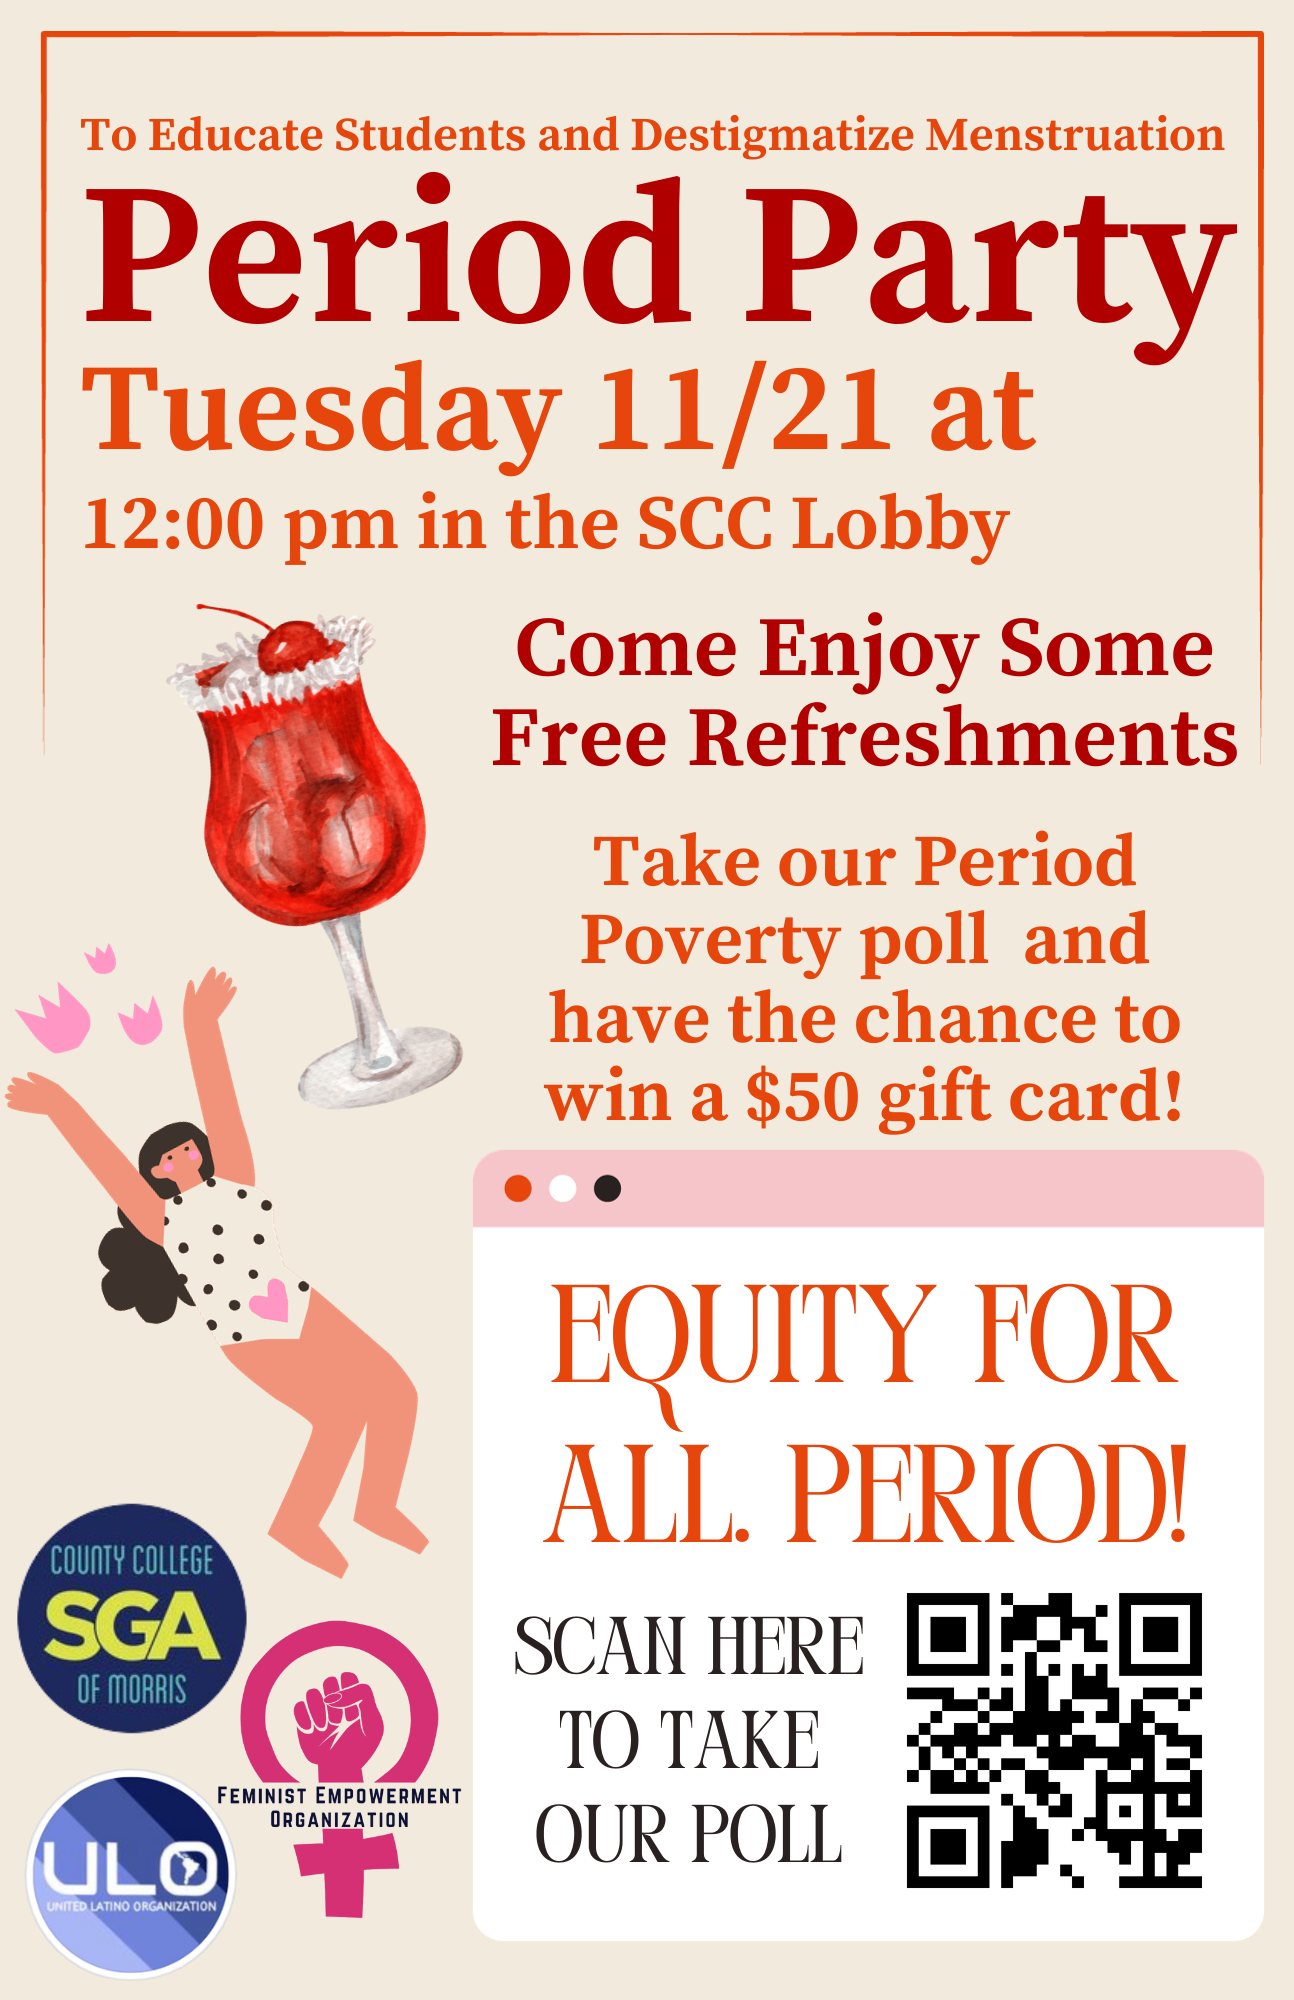 To Educate Students and Destigmatize Menstruation
Period Party
Tuesday 11/21 at
12:00 pm in the SCC Lobby
Come Enjoy Some
Free Refreshments
Take our Period
Poverty poll and
have the chance to
win a $50 gift card!
EQUITY FOR
ALL. PERIOD!
SCAN HERE
TO TAKE
OUR POLL
COUNTY COLLEGE
SGA
OF MORRIS
FEMINIST EMPOWERMENT
ORGANIZATION
ULO
UNITED LATINO ORGANIZATION